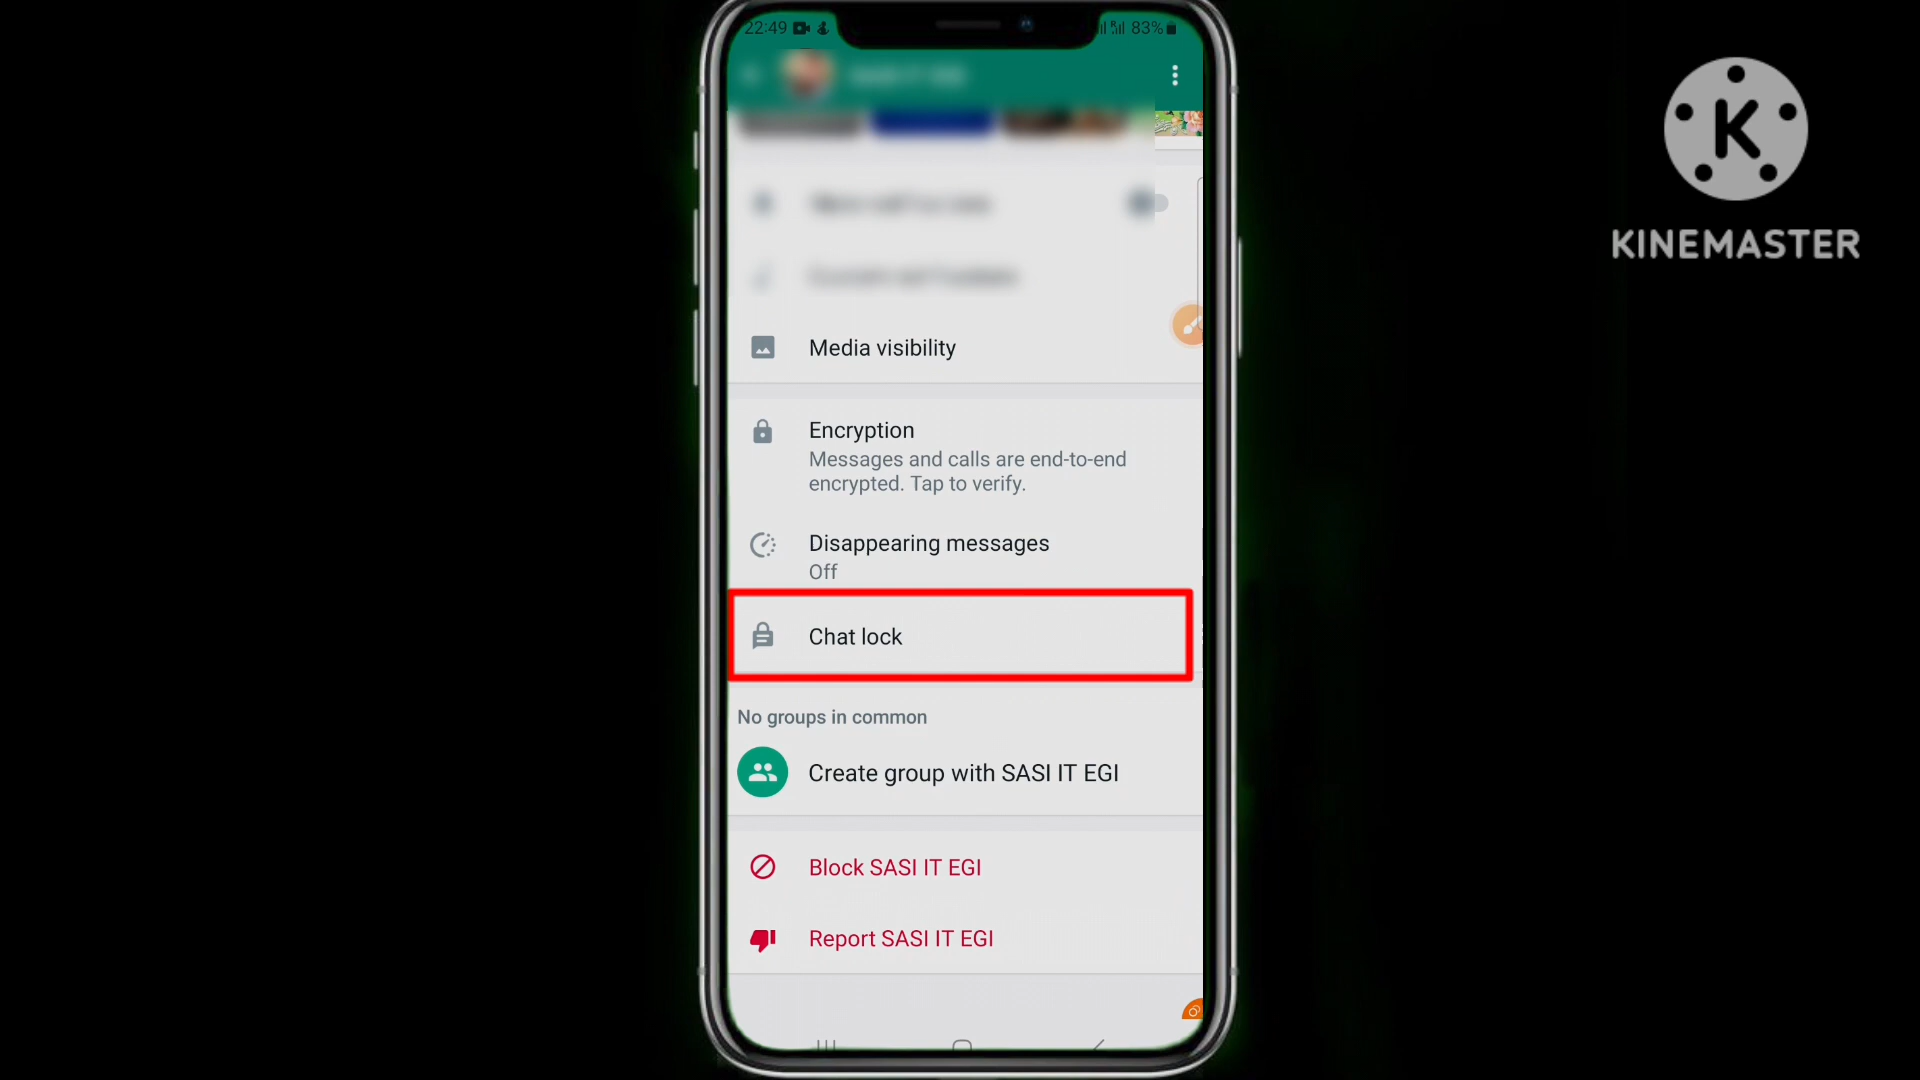 22:49
83%
KINEMASTER
Media visibility
Encryption
Messages and calls are end-to-end
encrypted. Tap to verify.
Disappearing messages
Off
Chat lock
No groups in common
Create group with SASI IT EGI
Block SASI IT EGI
Report SASI IT EGI